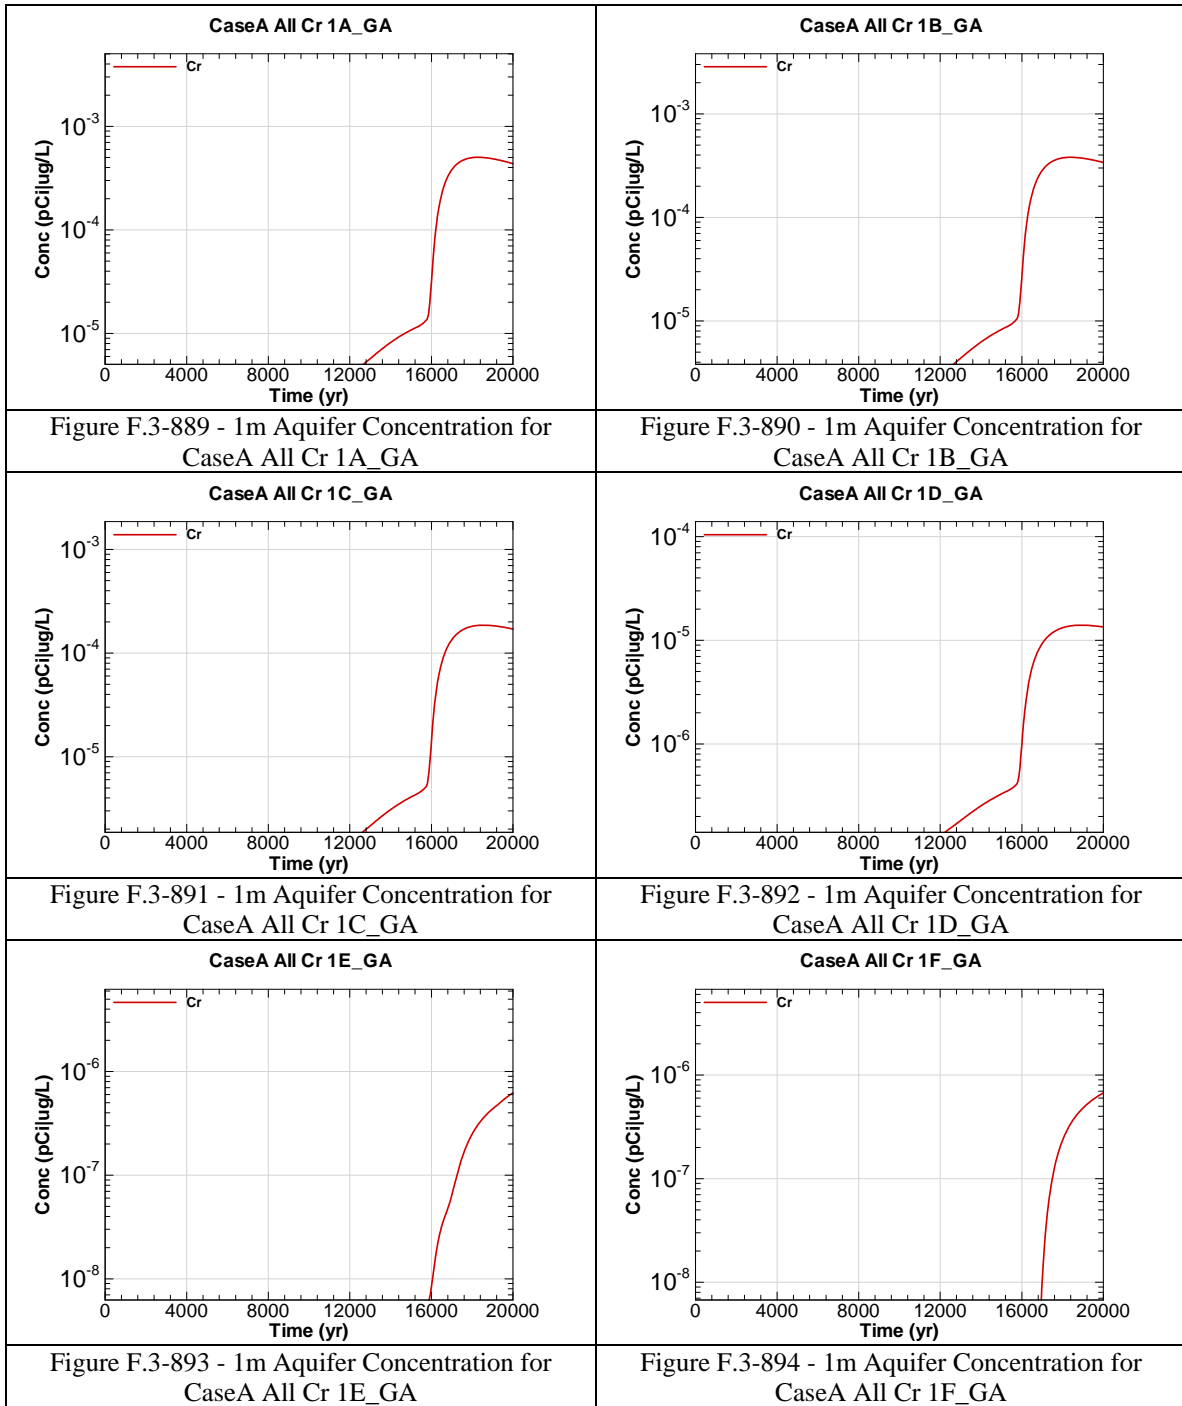 CaseA All Cr 1A_GA
Cr
10-3
10-4
10-5
Conc (pCi|ug/L)
0 4000 8000 12000 16000 20000
Time (yr)
Figure F.3-889 - 1m Aquifer Concentration for
CaseA All Cr 1A_GA
CaseA All Cr 1B_GA
Cr
10-3
10-4
10-5
Conc (pCi|ug/L)
0 4000 8000 12000 16000 20000
Time (yr)
Figure F.3-890 - 1m Aquifer Concentration for
CaseA All Cr 1B_GA
CaseA All Cr 1C_GA
Cr
10-3
10-4
10-5
Conc (pCi|ug/L)
0 4000 8000 12000 16000 20000
Time (yr)
Figure F.3-891 - 1m Aquifer Concentration for
CaseA All Cr 1C_GA
CaseA All Cr 1D_GA
Cr
10-4
10-5
10-6
Conc (pCi|ug/L)
0 4000 8000 12000 16000 20000
Time (yr)
Figure F.3-892 - 1m Aquifer Concentration for
CaseA All Cr 1D_GA
CaseA All Cr 1E_GA
Cr
10-6
10-7
10-8
Conc (pCi|ug/L)
0 4000 8000 12000 16000 20000
Time (yr)
Figure F.3-893 - 1m Aquifer Concentration for
CaseA All Cr 1E_GA
CaseA All Cr 1F_GA
Cr
10-6
10-7
10-8
Conc (pCi|ug/L)
0 4000 8000 12000 16000 20000
Time (yr)
Figure F.3-894 - 1m Aquifer Concentration for
CaseA All Cr 1F_GA